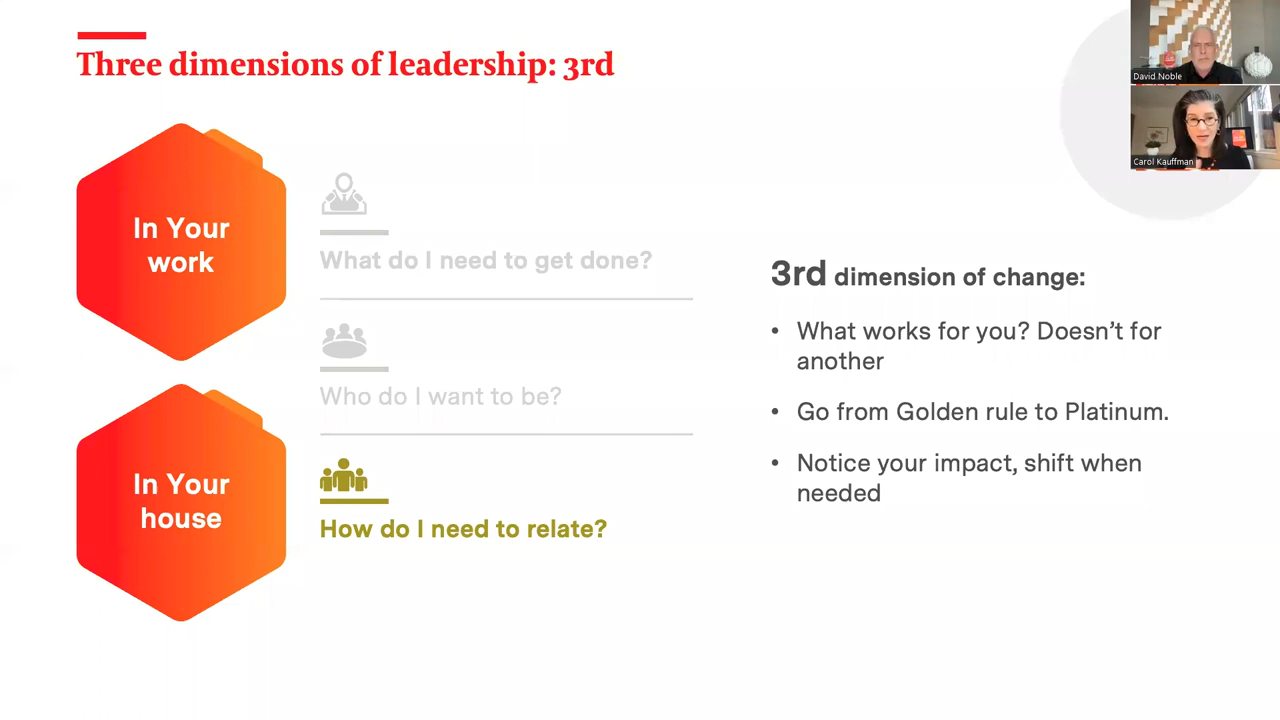 Three dimensions of leadership: 3rd
David Noble
Carol Kauffman
In Your
work
What do I need to get done?
Who do I want to be?
In Your
house
How do I need to relate?
3rd dimension of change:
• What works for you? Doesn’t for
another
• Go from Golden rule to Platinum.
• Notice your impact, shift when
needed